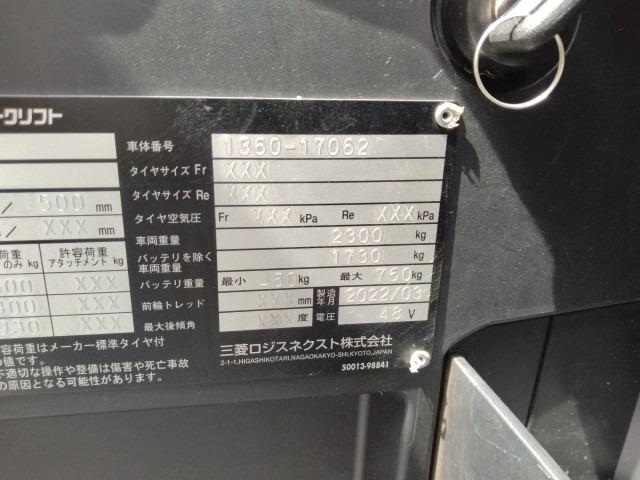 ークリフト
車体番号 1360-17062
タイヤサイズ Fr XXX
タイヤサイズ Re XXX
500 mm タイヤ空気圧 Fr XXX kPa Re XXX kPa
XXX mm 車両重量 2300 kg
荷重 のみ kg 許容荷重 アタッチメント kg バッテリを除く車両重量 1730 kg
XXX バッテリ重量 最小 kg 最大 750 kg
XXX 前輪トレッド XXX mm 製造年月 2022/03
XXX 最大後傾角 XXX 度 電圧 48 V
容荷重はメーカー標準タイヤ付
値です。
不適切な操作や整備は傷害や死亡事故
の原因となる可能性があります。
三菱ロジスネクスト株式会社
2-1-1,HIGASHIKOTARI,NAGAOKAKYO-SHI,KYOTO,JAPAN
50013-98841